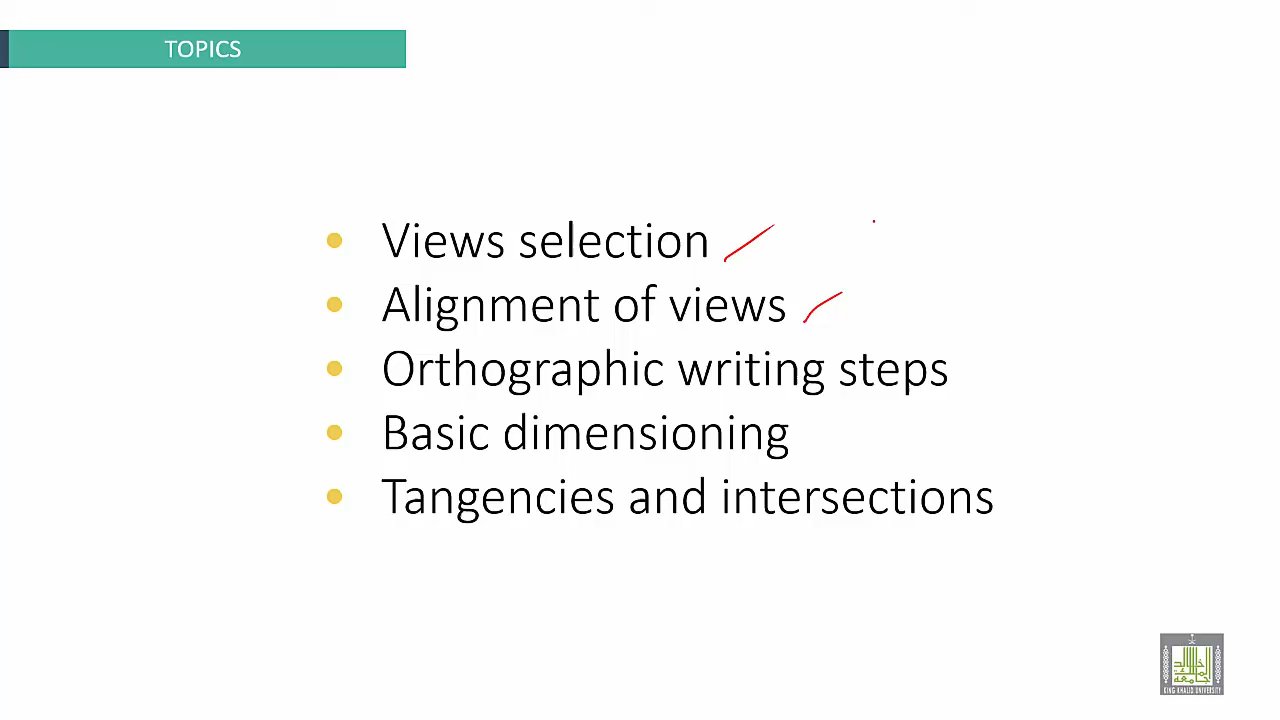 TOPICS
Views selection
Alignment of views
Orthographic writing steps
Basic dimensioning
Tangencies and intersections
KING KHALID UNIVERSITY